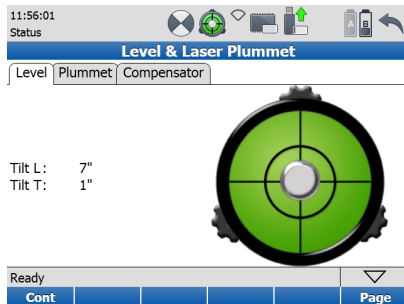 11:56:01
Status
A
B
Level & Laser Plummet
Level
Plummet
Compensator
Tilt L: 7"
Tilt T: 1"
Ready
Cont
Page